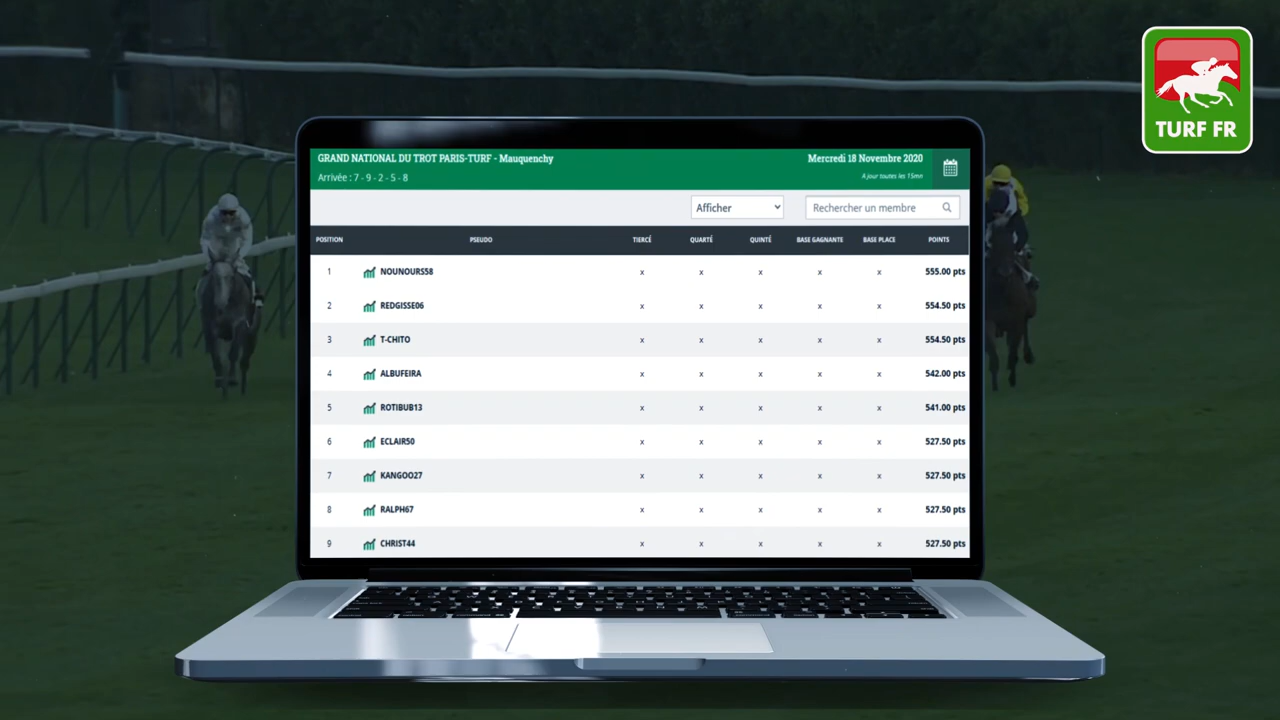 TURF FR
GRAND NATIONAL DU TROT PARIS-TURF - Mauquenchy
Mercredi 18 Novembre 2020
Arrivée : 7 - 9 - 2 - 5 - 8
A jour toutes les 15mn
Afficher
Rechercher un membre
POSITION PSEUDO TIERCÉ QUARTÉ QUINTÉ BASE GAGNANTE BASE PLACE POINTS
1 NOUNOURS58 x x x x x 555.00 pts
2 REDGISSE06 x x x x x 554.50 pts
3 T-CHITO x x x x x 554.50 pts
4 ALBUFEIRA x x x x x 542.00 pts
5 ROTIBUB13 x x x x x 541.00 pts
6 ECLAIR50 x x x x x 527.50 pts
7 KANGOO27 x x x x x 527.50 pts
8 RALPH67 x x x x x 527.50 pts
9 CHRIST44 x x x x x 527.50 pts